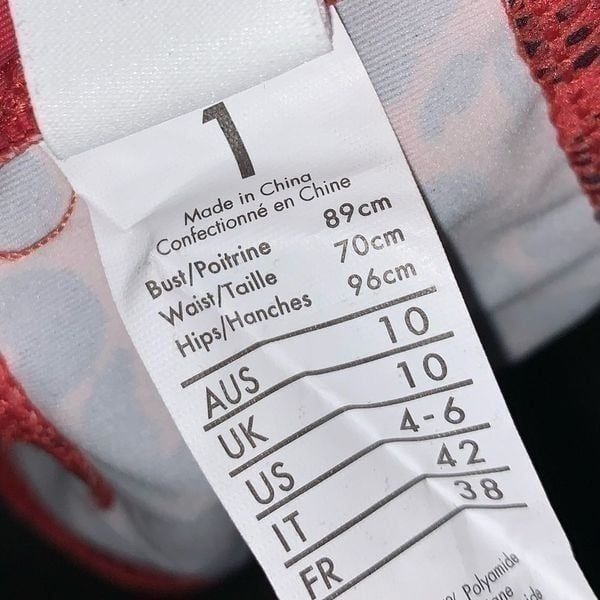 1
Made in China
Confectionné en Chine
Bust/Poitrine 89cm
Waist/Taille 70cm
Hips/Hanches 96cm
AUS 10
UK 10
US 4-6
IT 42
FR 38
Polyamide